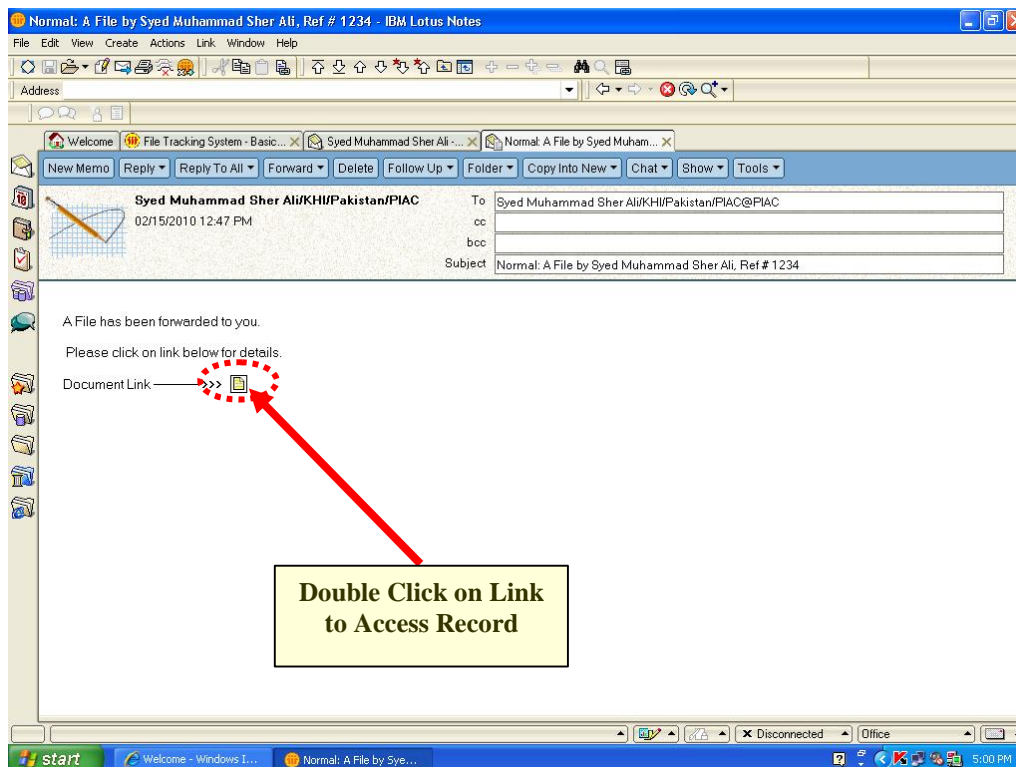 Normal: A File by Syed Muhammad Sher Ali, Ref # 1234 - IBM Lotus Notes
File Edit View Create Actions Link Window Help
Address
Welcome File Tracking System - Basic... Syed Muhammad Sher Ali -... Normal: A File by Syed Muham...
New Memo Reply Reply To All Forward Delete Follow Up Folder Copy Into New Chat Show Tools
Syed Muhammad Sher Ali/KHI/Pakistan/PIAC To Syed Muhammad Sher Ali/KHI/Pakistan/PIAC@PIAC
02/15/2010 12:47 PM cc
bcc
Subject Normal: A File by Syed Muhammad Sher Ali, Ref # 1234
A File has been forwarded to you.
Please click on link below for details.
Document Link >>>
Double Click on Link
to Access Record
Disconnected Office
start Welcome - Windows I... Normal: A File by Sye... 5:00 PM